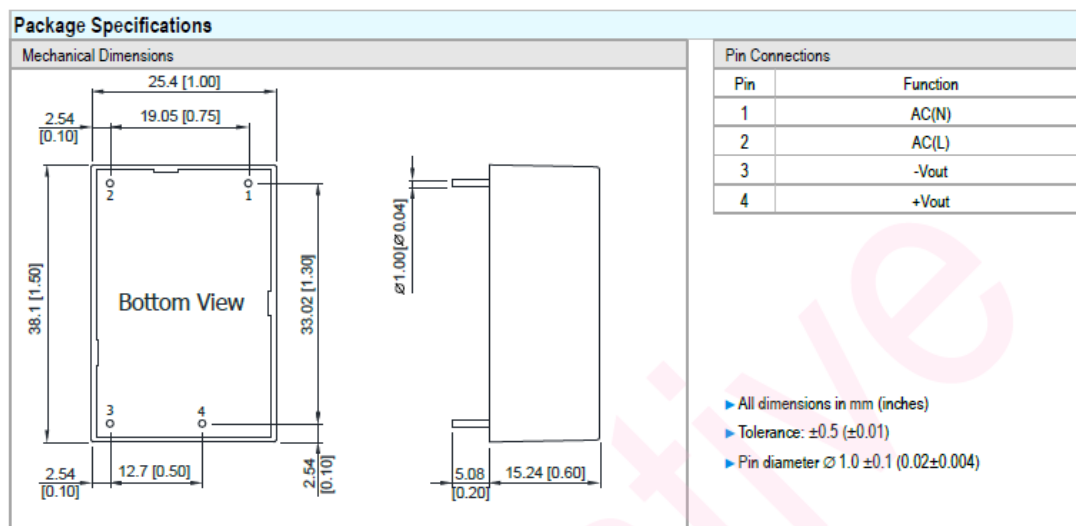 Package Specifications
Mechanical Dimensions
25.4 [1.00]
2.54
[0.10]
19.05 [0.75]
2
1
38.1 [1.50]
Bottom View
33.02 [1.30]
3
4
2.54
[0.10]
12.7 [0.50]
2.54
[0.10]
⌀1.00[⌀0.04]
5.08
[0.20]
15.24 [0.60]
Pin Connections
Pin Function
1 AC(N)
2 AC(L)
3 -Vout
4 +Vout
►All dimensions in mm (inches)
►Tolerance: ±0.5 (±0.01)
►Pin diameter ∅ 1.0 ±0.1 (0.02±0.004)
tive